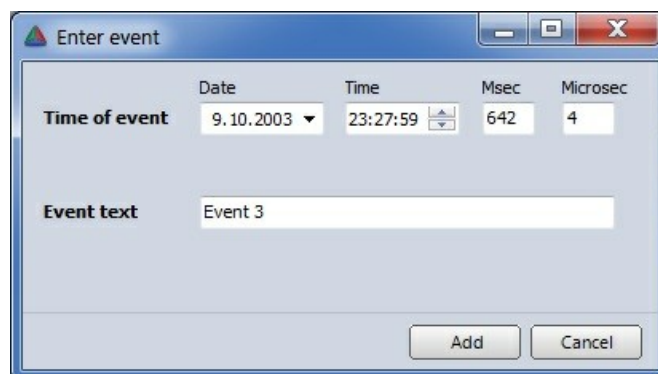 Enter event
Date Time Msec Microsec
Time of event 9.10.2003 23:27:59 642 4
Event text Event 3
Add Cancel